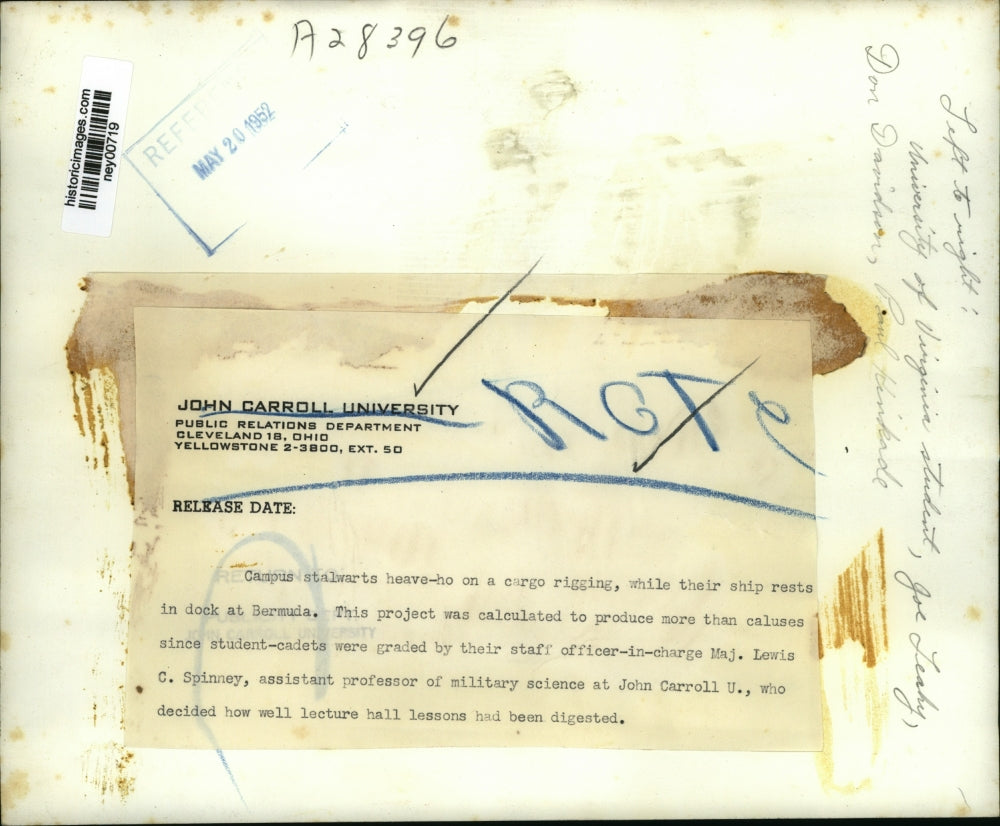 A28396
historicimages.com
ney00719
REFERENCE
MAY 20 1952
Left to right:
University of Virginia student, Joe Leahy,
Don Davidson, Paul
JOHN CARROLL UNIVERSITY
PUBLIC RELATIONS DEPARTMENT
CLEVELAND 18, OHIO
YELLOWSTONE 2-3800, EXT. 50
RELEASE DATE:
Campus stalwarts heave-ho on a cargo rigging, while their ship rests
in dock at Bermuda. This project was calculated to produce more than caluses
since student-cadets were graded by their staff officer-in-charge Maj. Lewis
C. Spinney, assistant professor of military science at John Carroll U., who
decided how well lecture hall lessons had been digested.
JOHN CARROLL UNIVERSITY